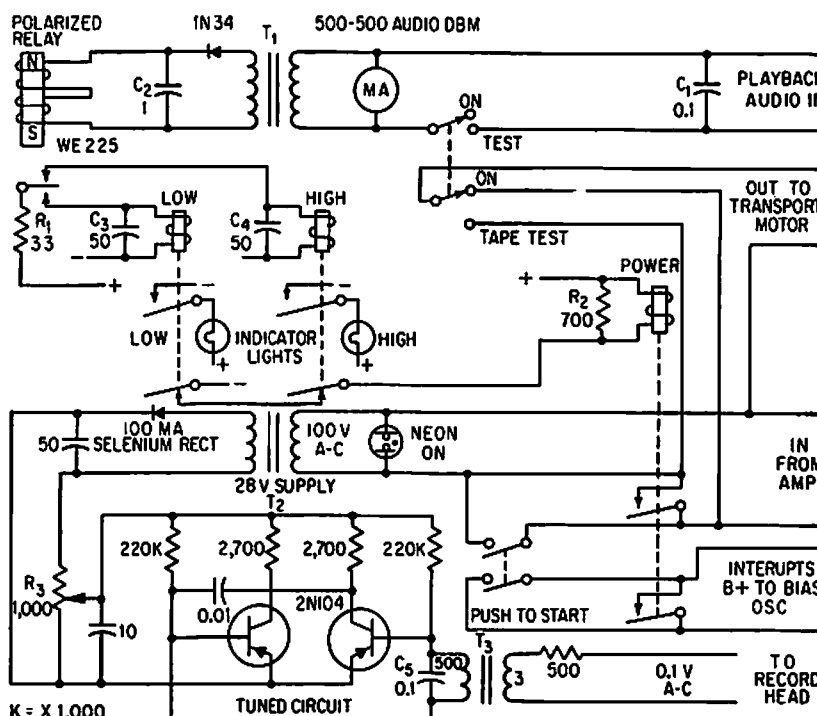 POLARIZED
RELAY
1N34
T1
500-500 AUDIO DBM
N
S
WE 225
C2
1
MA
ON
TEST
C1
0.1
PLAYBACK
AUDIO I
ON
TAPE TEST
OUT TO
TRANSPORT
MOTOR
R1
33
+
C3
50
–
LOW
C4
50
–
HIGH
–
LOW
+
INDICATOR
LIGHTS
–
HIGH
+
–
POWER
+
R2
700
100 MA
SELENIUM RECT
50
100 V
A-C
NEON
ON
28V SUPPLY
T2
IN
FROM
AMP
220K
2,700
2,700
220K
R3
1,000
0.01
2N104
10
PUSH TO START
INTERUPTS
B+ TO BIAS
OSC
C5
0.1
500
T3
3
500
0.1 V
A-C
TO
RECORD
HEAD
K = X 1,000
TUNED CIRCUIT